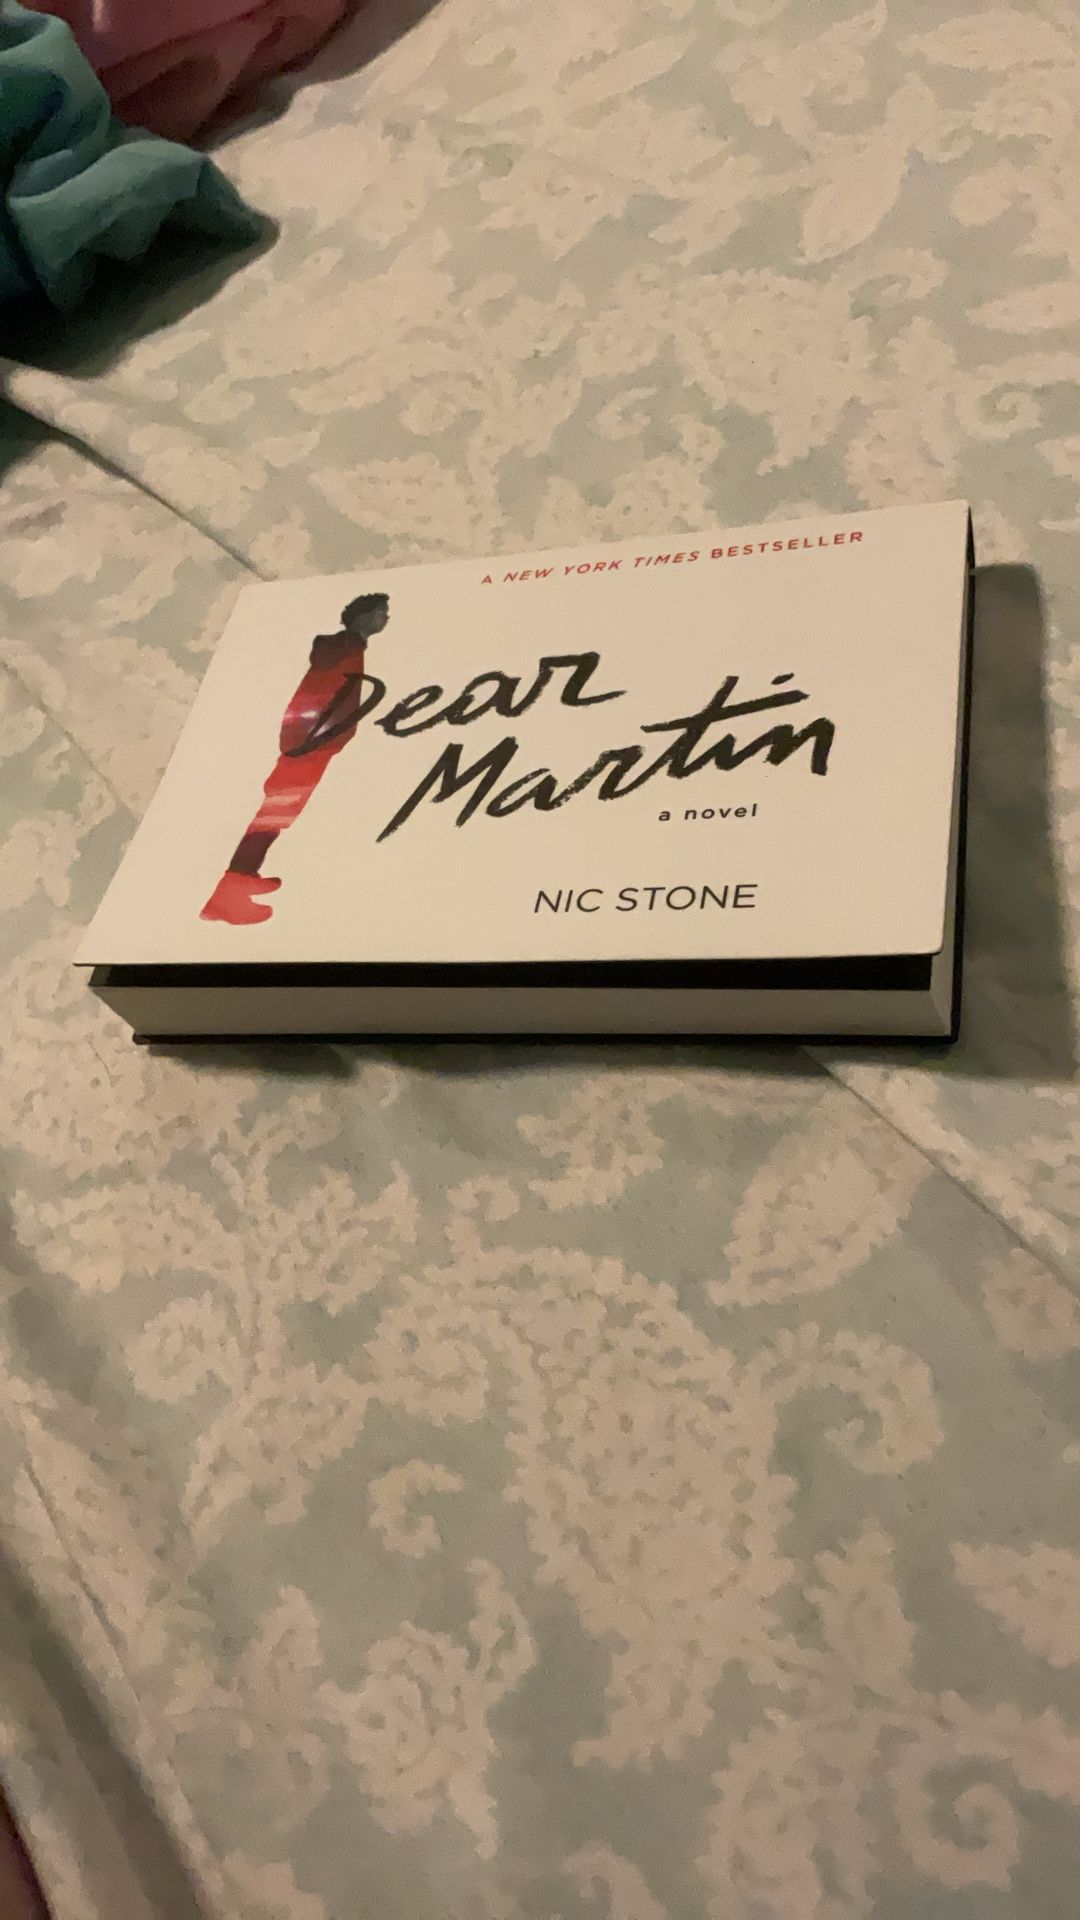 A NEW YORK TIMES BESTSELLER
Dear
Martin
a novel
NIC STONE